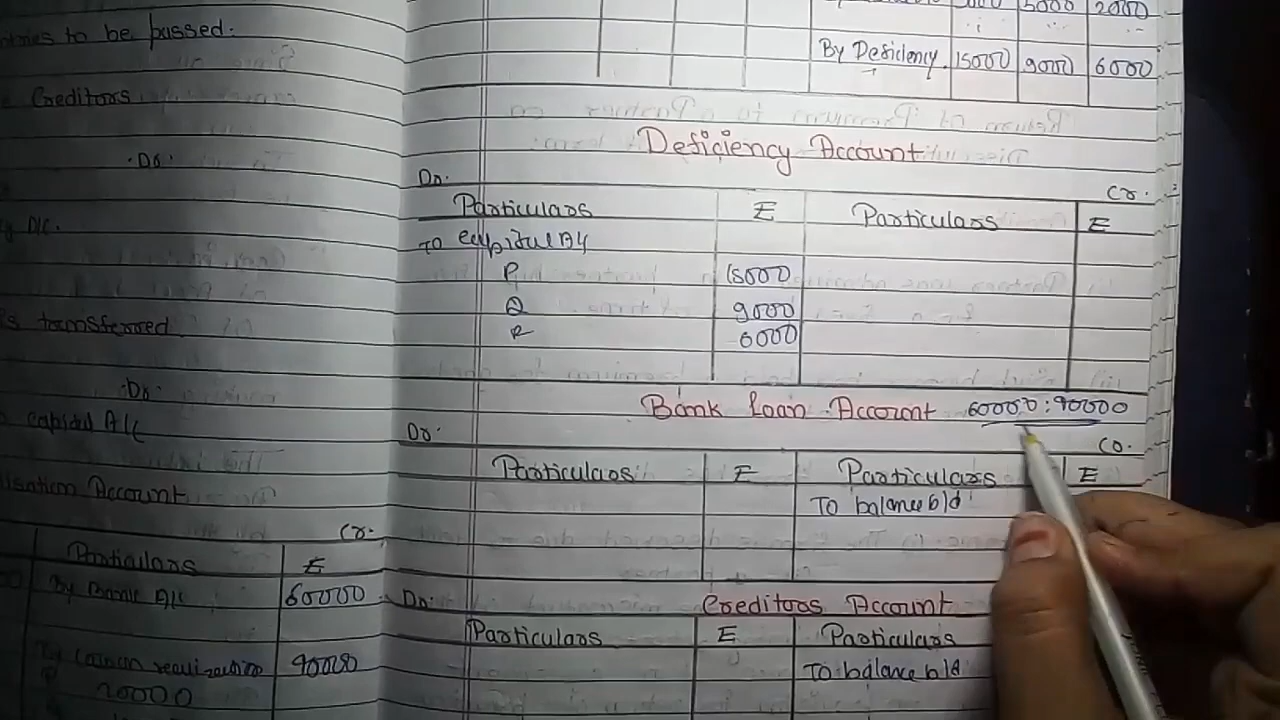 to be passed.
Creditors
Dr.
A/c.
transferred
Dr.
capital A/c
Realisation Account
Cr.
Particulars E
By Bank A/c 60000
90000
20000
5000 2000
By Deficiency. 15000 9000 6000
Deficiency Account
Dr. Cr.
Particulars E Particulars E
To capital A/c
P 15000
Q 9000
R 6000
Bank Loan Account 60000:90000
Dr. Cr.
Particulars E Particulars E
To balance b/d
Creditors Account
Dr.
Particulars E Particulars
To balance b/d